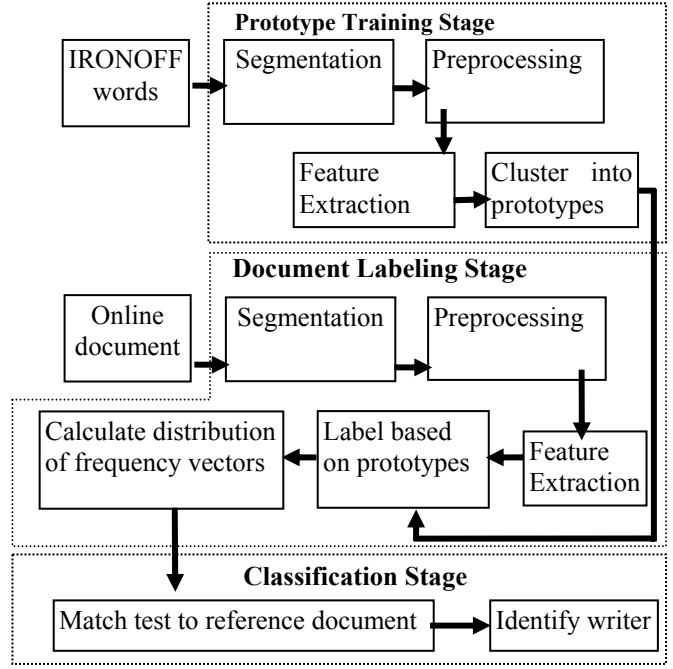 Prototype Training Stage
IRONOFF
words
Segmentation
Preprocessing
Feature
Extraction
Cluster into
prototypes
Document Labeling Stage
Online
document
Segmentation
Preprocessing
Calculate distribution
of frequency vectors
Label based
on prototypes
Feature
Extraction
Classification Stage
Match test to reference document
Identify writer